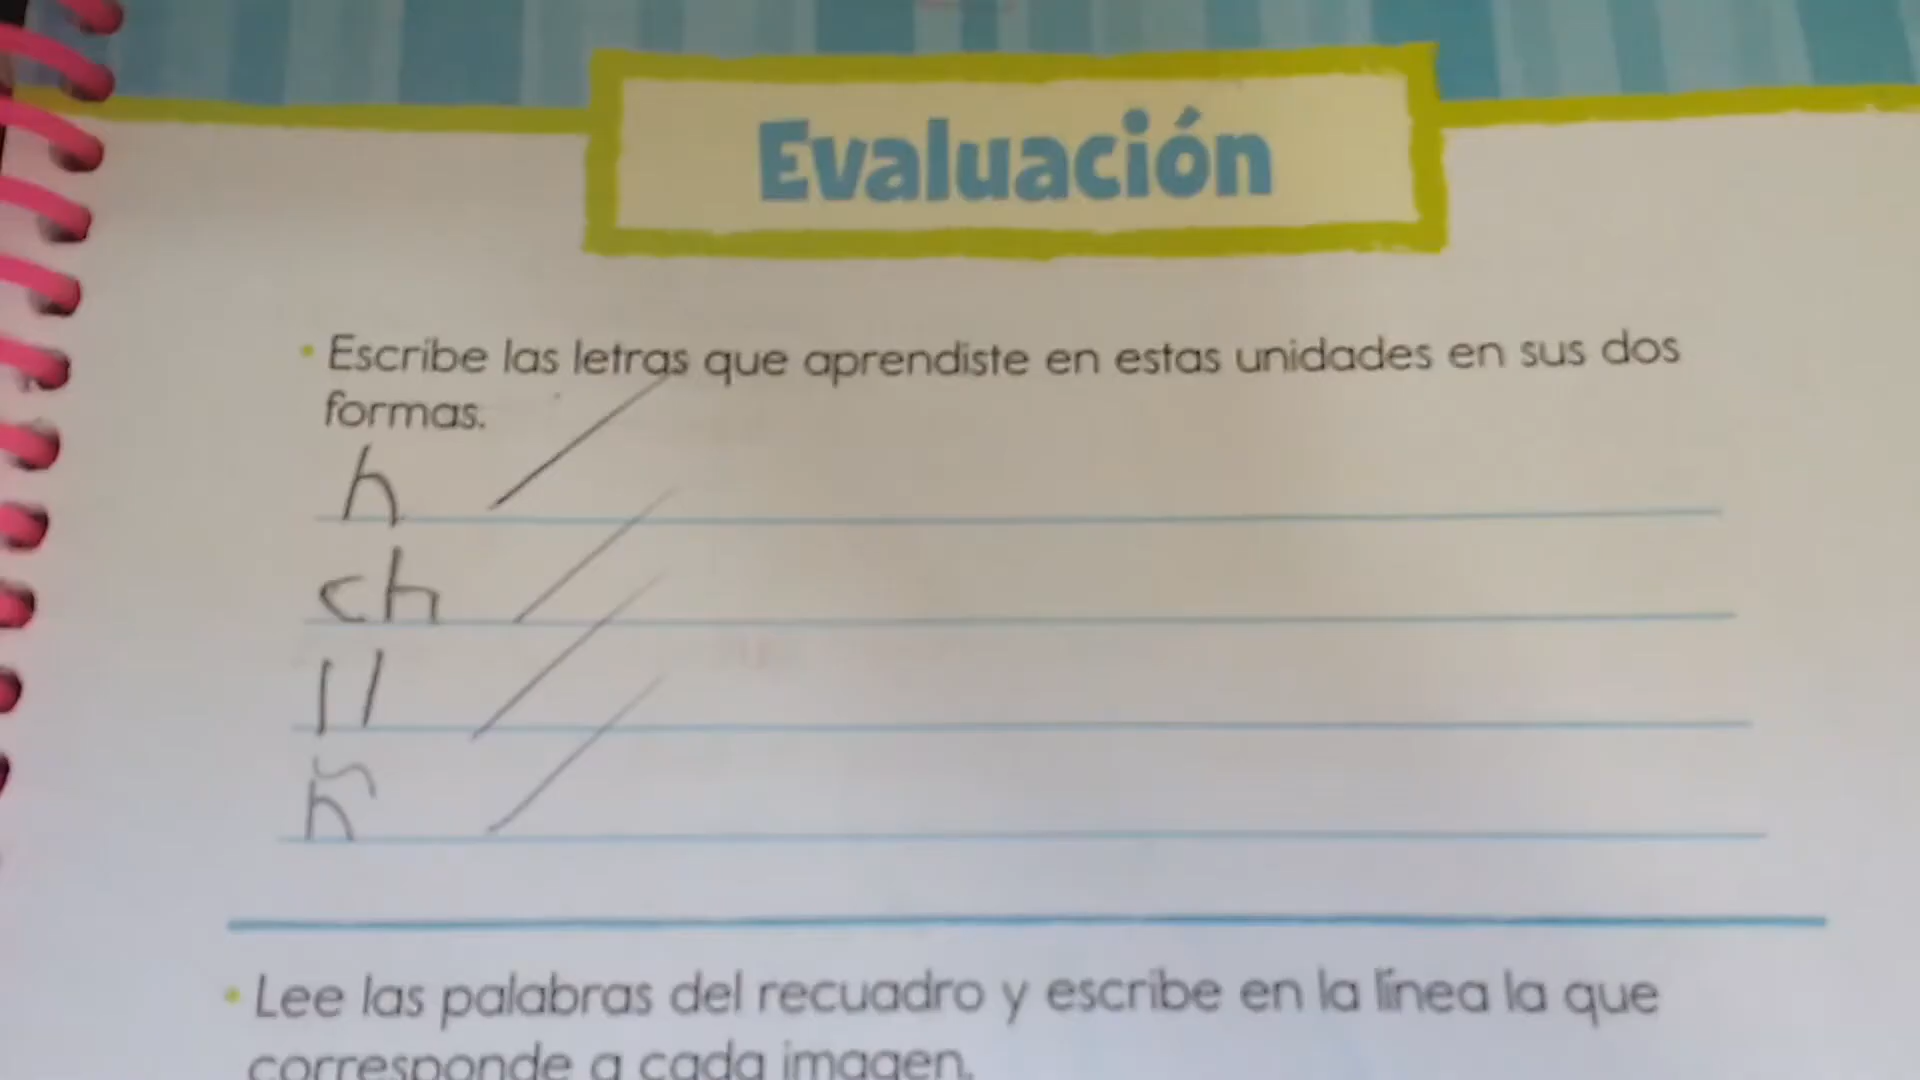 Evaluación
• Escribe las letras que aprendiste en estas unidades en sus dos
formas.
h
ch
ll
ñ
• Lee las palabras del recuadro y escribe en la línea la que
corresponde a cada imagen.